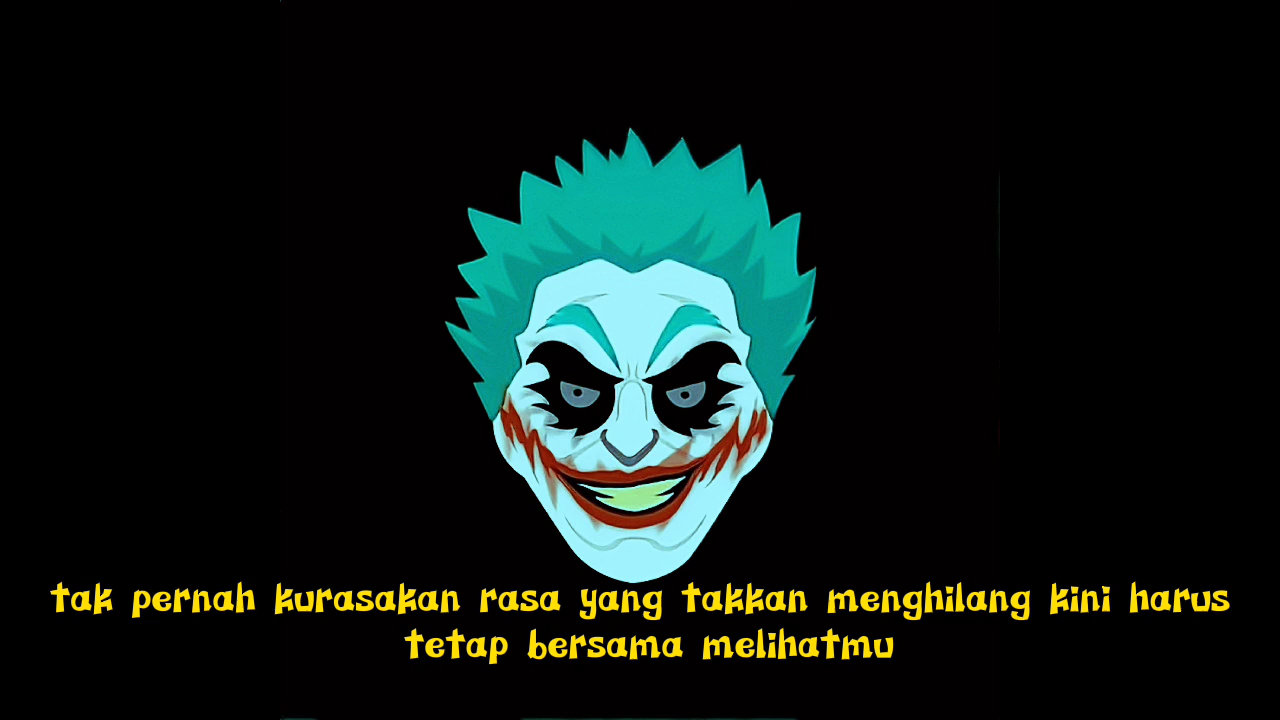 tak pernah kurasakan rasa yang takkan menghilang kini harus
tetap bersama melihatmu